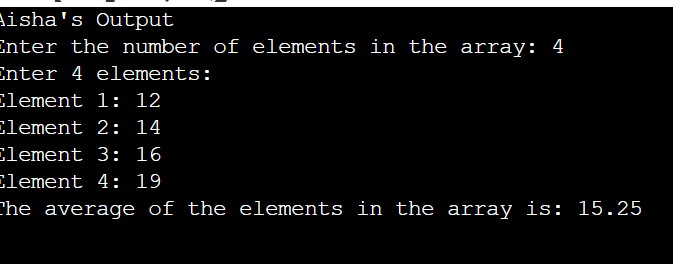 Aisha's Output
Enter the number of elements in the array: 4
Enter 4 elements:
Element 1: 12
Element 2: 14
Element 3: 16
Element 4: 19
The average of the elements in the array is: 15.25